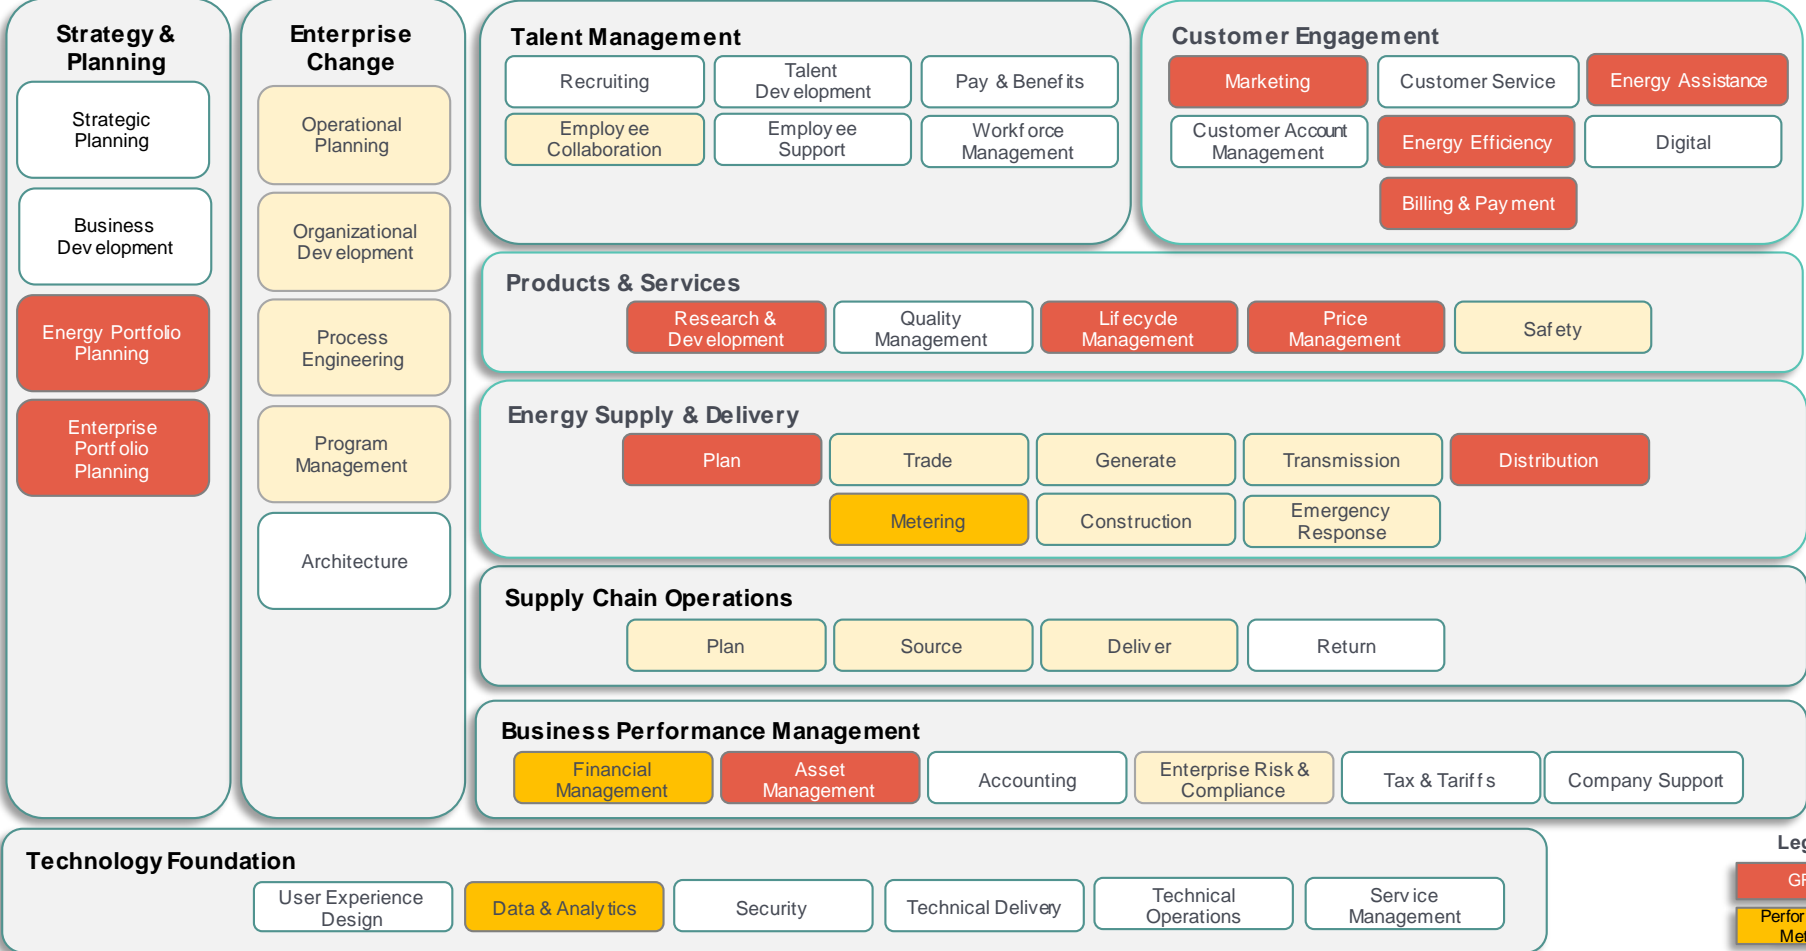 Strategy &
Planning
Strategic
Planning
Business
Development
Energy Portfolio
Planning
Enterprise
Portfolio
Planning
Enterprise
Change
Operational
Planning
Organizational
Development
Process
Engineering
Program
Management
Architecture
Talent Management
Recruiting
Talent
Development
Pay & Benefits
Employee
Collaboration
Employee
Support
Workforce
Management
Customer Engagement
Marketing
Customer Service
Energy Assistance
Customer Account
Management
Energy Efficiency
Digital
Billing & Payment
Products & Services
Research &
Development
Quality
Management
Lifecycle
Management
Price
Management
Safety
Energy Supply & Delivery
Plan
Trade
Generate
Transmission
Distribution
Metering
Construction
Emergency
Response
Supply Chain Operations
Plan
Source
Deliver
Return
Business Performance Management
Financial
Management
Asset
Management
Accounting
Enterprise Risk &
Compliance
Tax & Tariffs
Company Support
Technology Foundation
User Experience
Design
Data & Analytics
Security
Technical Delivery
Technical
Operations
Service
Management